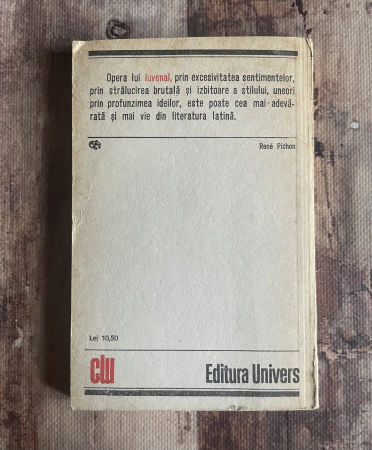 Opera lui Iuvenal, prin excesivitatea sentimentelor,
prin strălucirea brutală și izbitoare a stilului, uneori
prin profunzimea ideilor, este poate cea mai adevă-
rată și mai vie din literatura latină.
René Pichon
Lei 10,50
clu Editura Univers